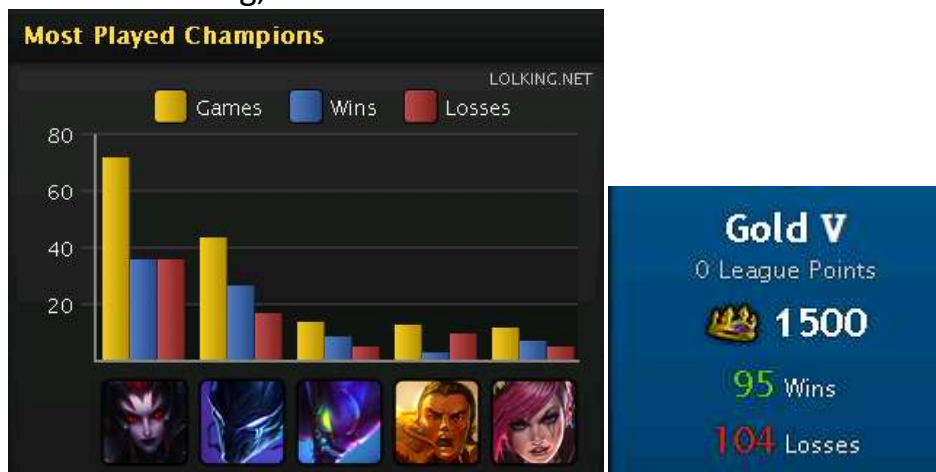 Most Played Champions
LOLKING.NET
Games Wins Losses
80
60
40
20
Gold V
0 League Points
1500
95 Wins
104 Losses